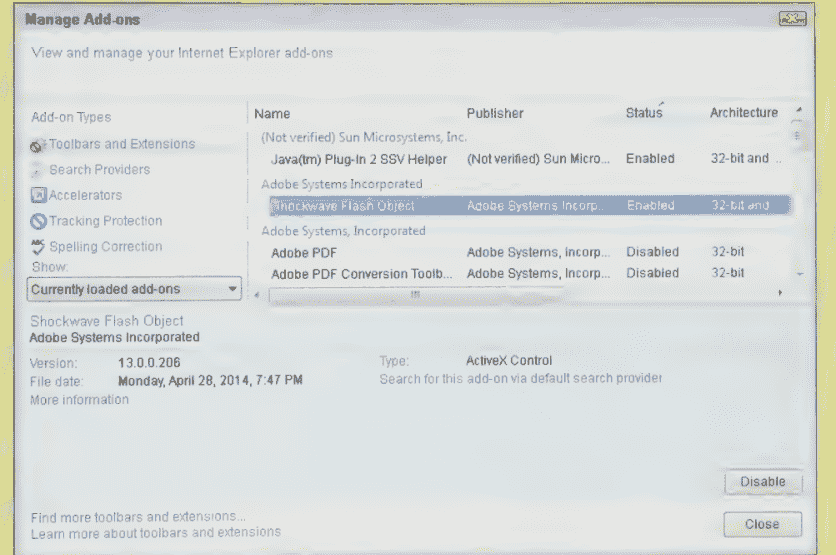 Manage Add-ons
View and manage your Internet Explorer add-ons
Add-on Types
Toolbars and Extensions
Search Providers
Accelerators
Tracking Protection
Spelling Correction
Show:
Currently loaded add-ons
Name Publisher Status Architecture
(Not verified) Sun Microsystems, Inc.
Java(tm) Plug-In 2 SSV Helper (Not verified) Sun Micro... Enabled 32-bit and ...
Adobe Systems Incorporated
Shockwave Flash Object Adobe Systems Incorp... Enabled 32-bit and
Adobe Systems, Incorporated
Adobe PDF Adobe Systems, Incorp... Disabled 32-bit
Adobe PDF Conversion Toolb... Adobe Systems, Incorp... Disabled 32-bit
Shockwave Flash Object
Adobe Systems Incorporated
Version: 13.0.0.206 Type: ActiveX Control
File date: Monday, April 28, 2014, 7:47 PM Search for this add-on via default search provider
More information
Disable
Find more toolbars and extensions...
Learn more about toolbars and extensions
Close